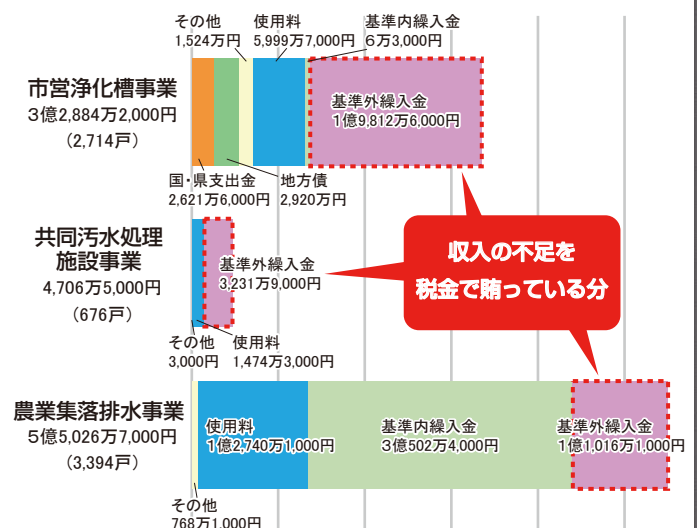 その他
1,524万円
使用料
5,999万7,000円
基準内繰入金
6万3,000円
市営浄化槽事業
3億2,884万2,000円
（2,714戸）
基準外繰入金
1億9,812万6,000円
国・県支出金
2,621万6,000円
地方債
2,920万円
共同汚水処理
施設事業
4,706万5,000円
（676戸）
基準外繰入金
3,231万9,000円
その他
3,000円
使用料
1,474万3,000円
収入の不足を
税金で賄っている分
農業集落排水事業
5億5,026万7,000円
（3,394戸）
使用料
1億2,740万1,000円
基準内繰入金
3億502万4,000円
基準外繰入金
1億1,016万1,000円
その他
768万1,000円